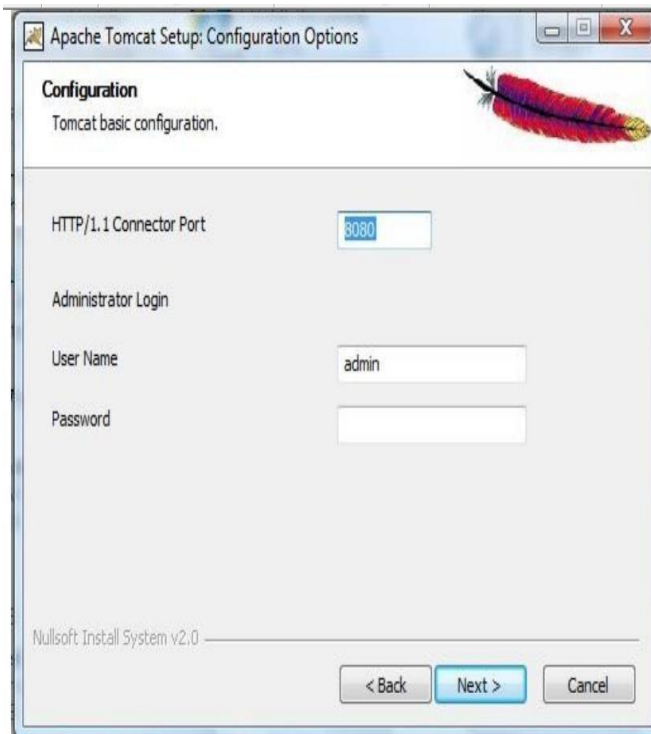 Apache Tomcat Setup: Configuration Options
Configuration
Tomcat basic configuration.
HTTP/1.1 Connector Port
8080
Administrator Login
User Name
admin
Password
Nullsoft Install System v2.0
< Back
Next >
Cancel